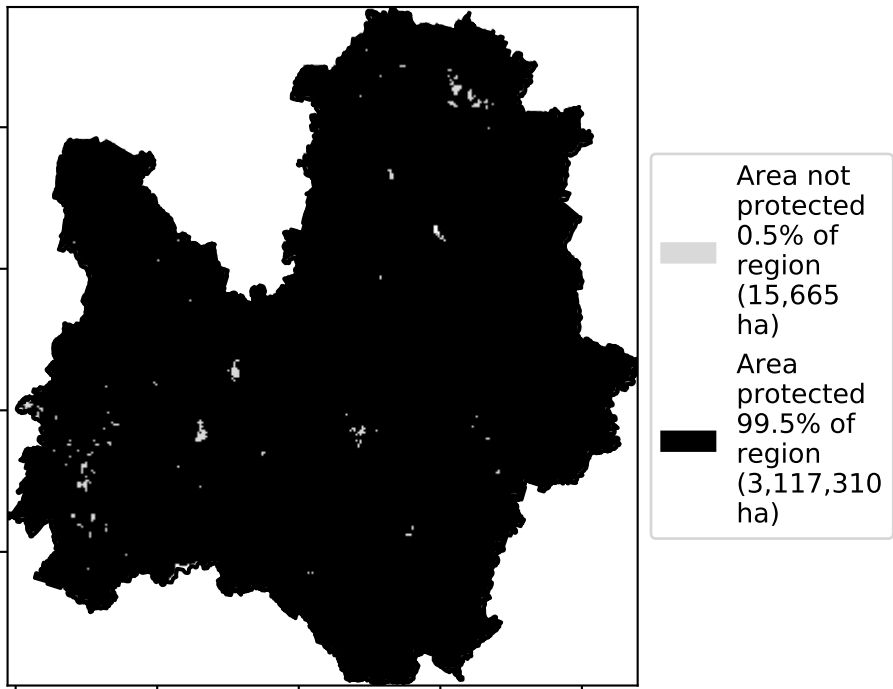 Area not
protected
0.5% of
region
(15,665
ha)
Area
protected
99.5% of
region
(3,117,310
ha)